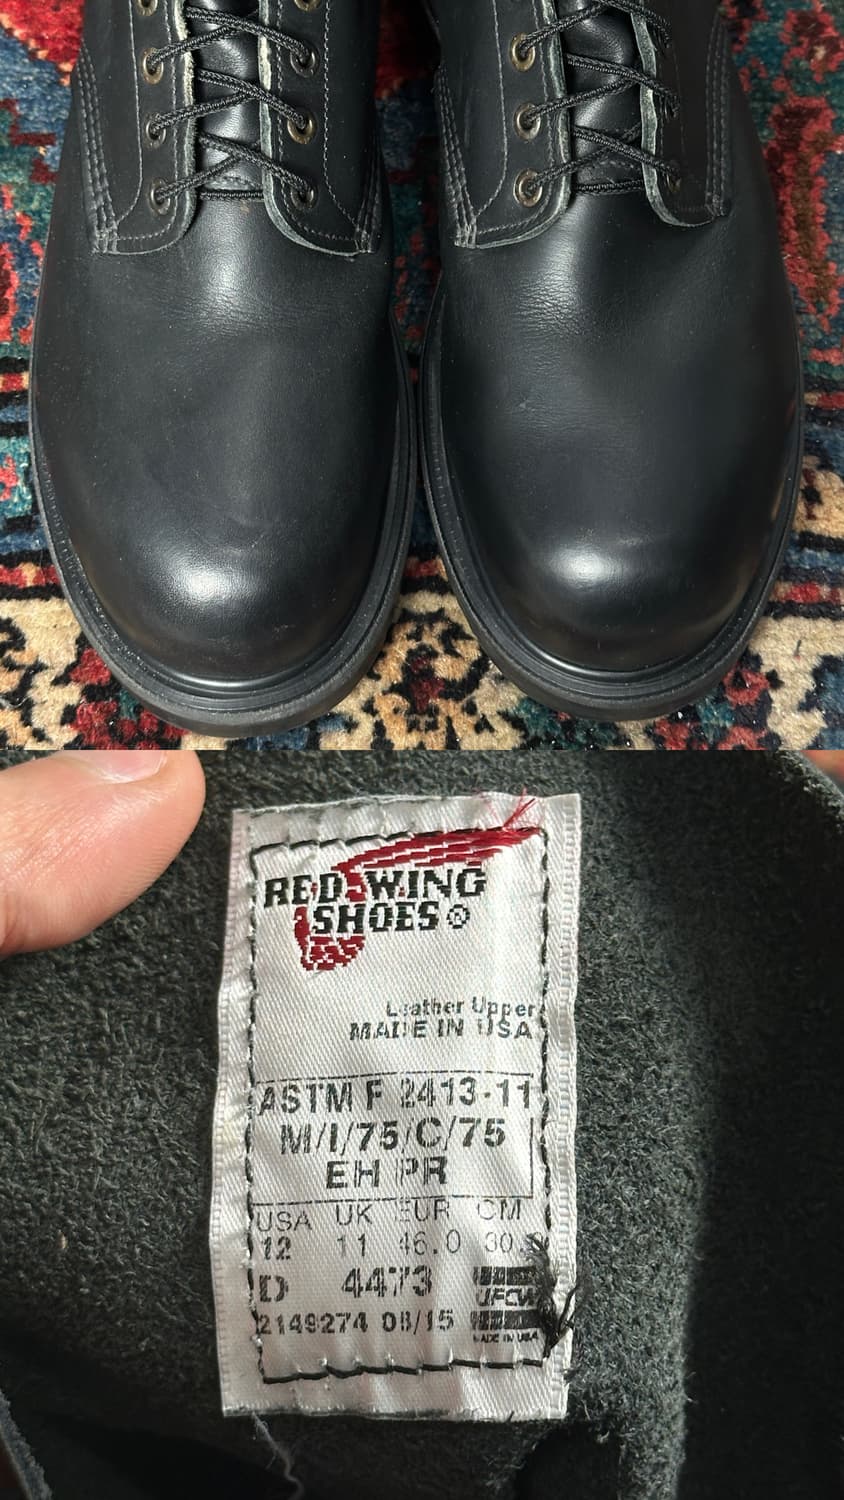 RED WING
SHOES®
Leather Upper
MADE IN USA
ASTM F 2413-11
M/I/75/C/75
EH PR
USA UK EUR CM
12 11 46.0
D 4473
UFCW
2149274 08/15
MADE IN USA